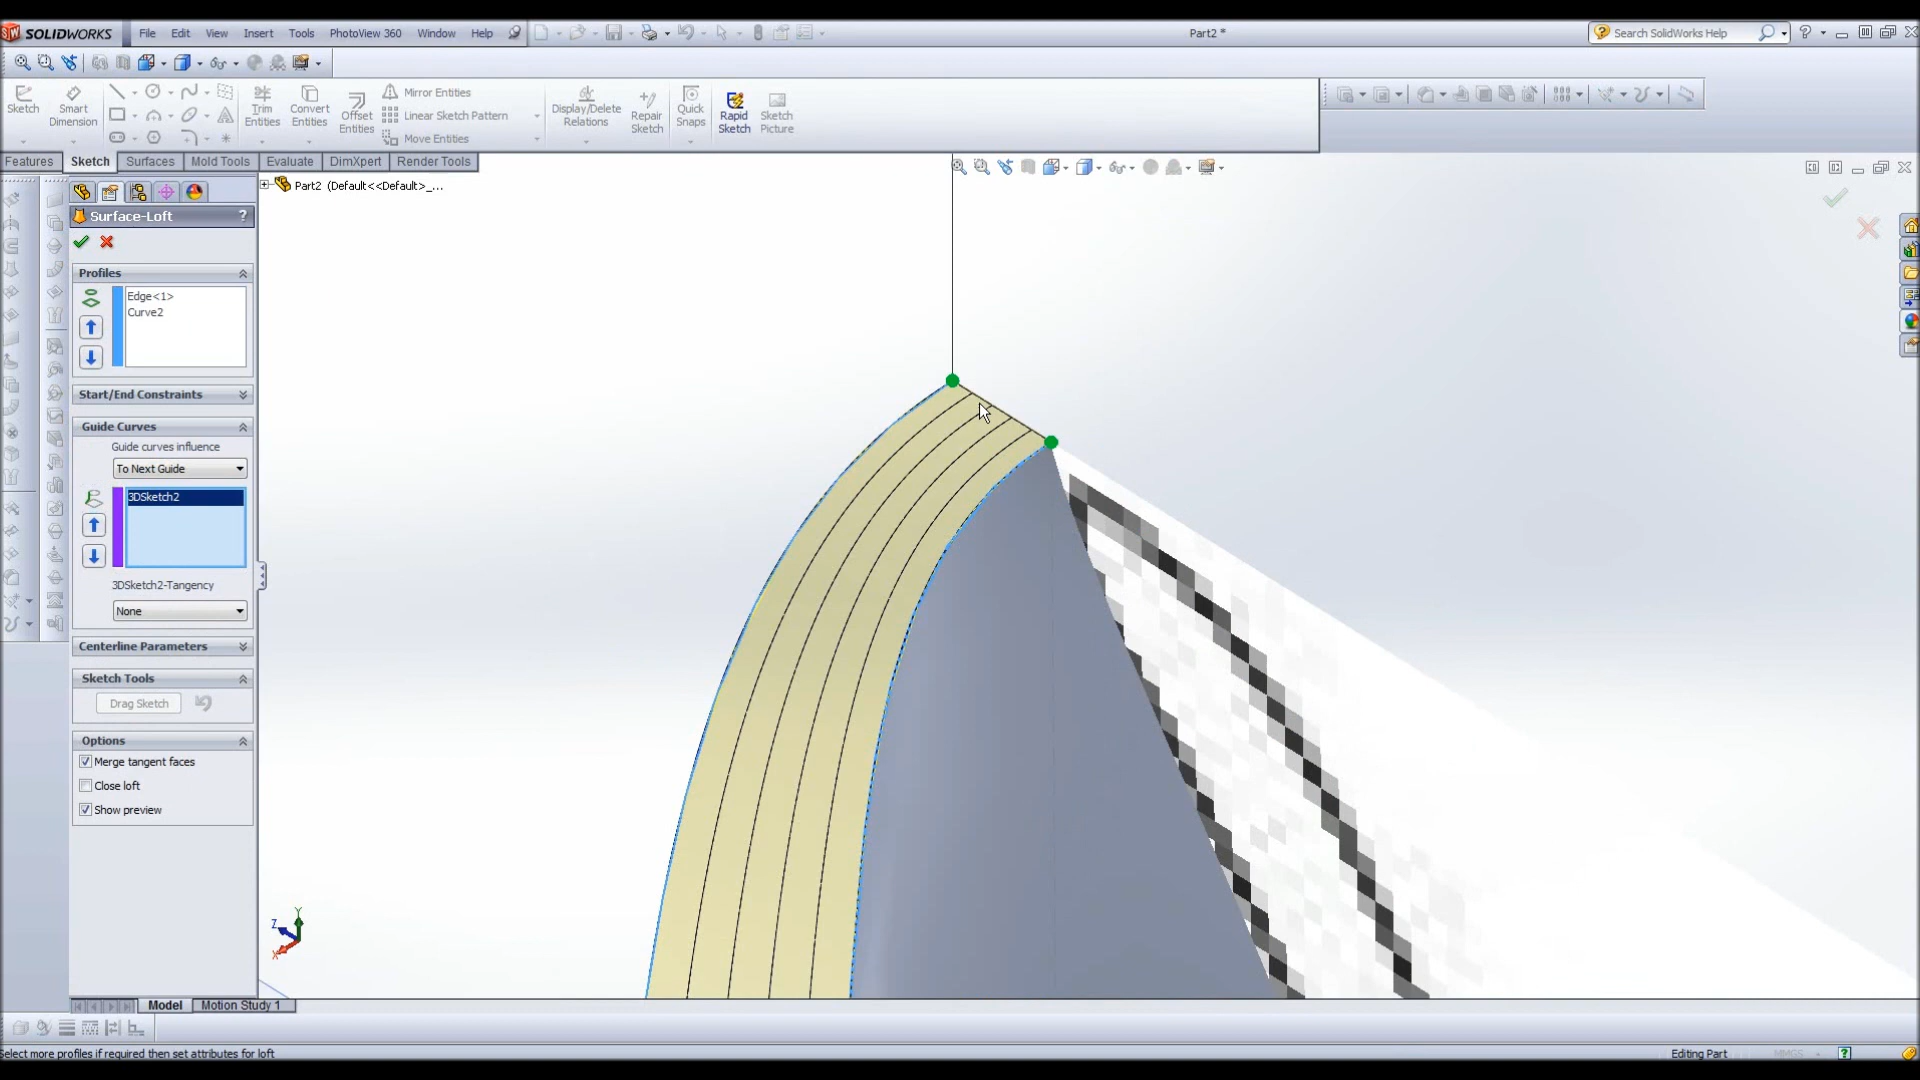 SOLIDWORKS File Edit View Insert Tools PhotoView 360 Window Help Part2 * Search SolidWorks Help
Sketch Smart Dimension Trim Entities Convert Entities Offset Entities Mirror Entities Linear Sketch Pattern Move Entities Display/Delete Relations Repair Sketch Quick Snaps Rapid Sketch Sketch Picture
Features Sketch Surfaces Mold Tools Evaluate DimXpert Render Tools
Part2 (Default<<Default>_...
Surface-Loft ?
Profiles
Edge<1>
Curve2
Start/End Constraints
Guide Curves
Guide curves influence
To Next Guide
3DSketch2
3DSketch2-Tangency
None
Centerline Parameters
Sketch Tools
Drag Sketch
Options
Merge tangent faces
Close loft
Show preview
Y
Z
X
Model Motion Study 1
Select more profiles if required then set attributes for loft Editing Part MMGS